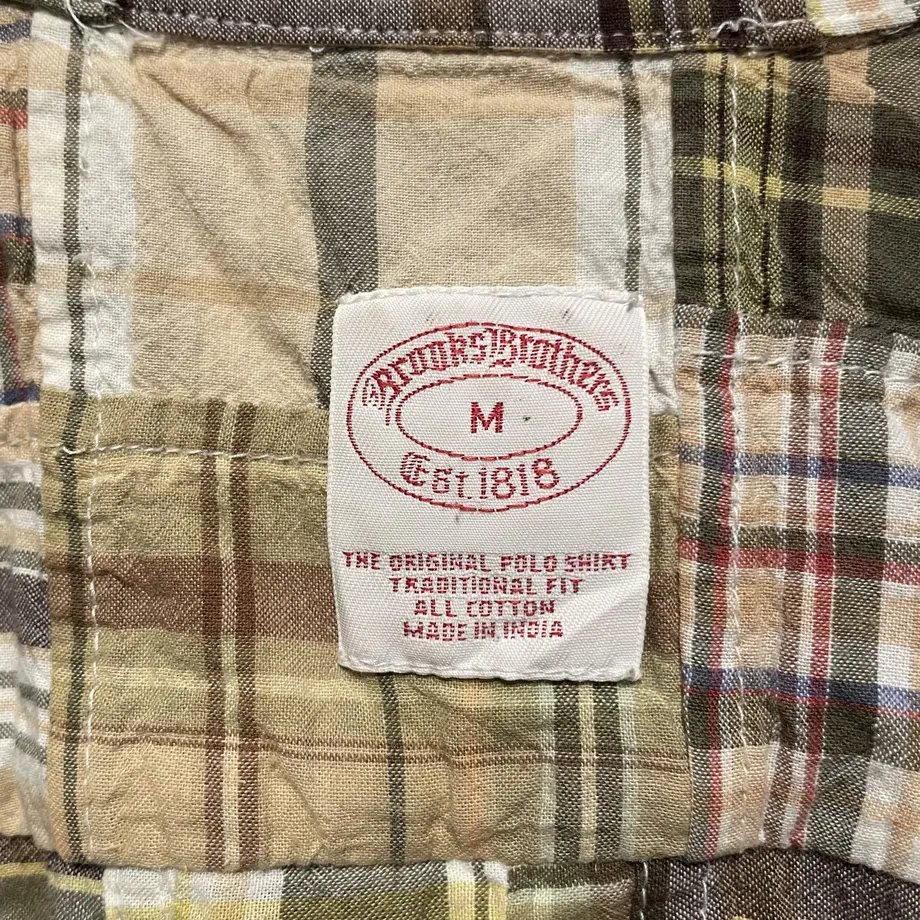 Brooks Brothers
M
Est. 1818
THE ORIGINAL POLO SHIRT
TRADITIONAL FIT
ALL COTTON
MADE IN INDIA